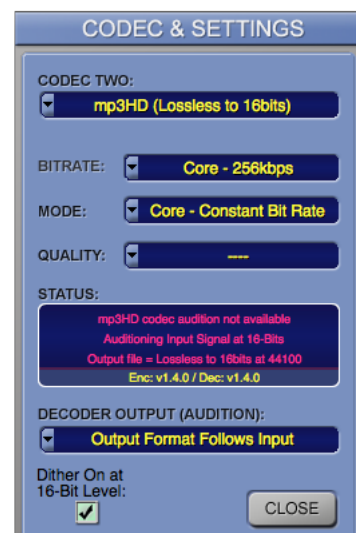 CODEC & SETTINGS
CODEC TWO:
mp3HD (Lossless to 16bits)
BITRATE: Core - 256kbps
MODE: Core - Constant Bit Rate
QUALITY: ----
STATUS:
mp3HD codec audition not available
Auditioning Input Signal at 16-Bits
Output file = Lossless to 16bits at 44100
Enc: v1.4.0 / Dec: v1.4.0
DECODER OUTPUT (AUDITION):
Output Format Follows Input
Dither On at
16-Bit Level:
CLOSE